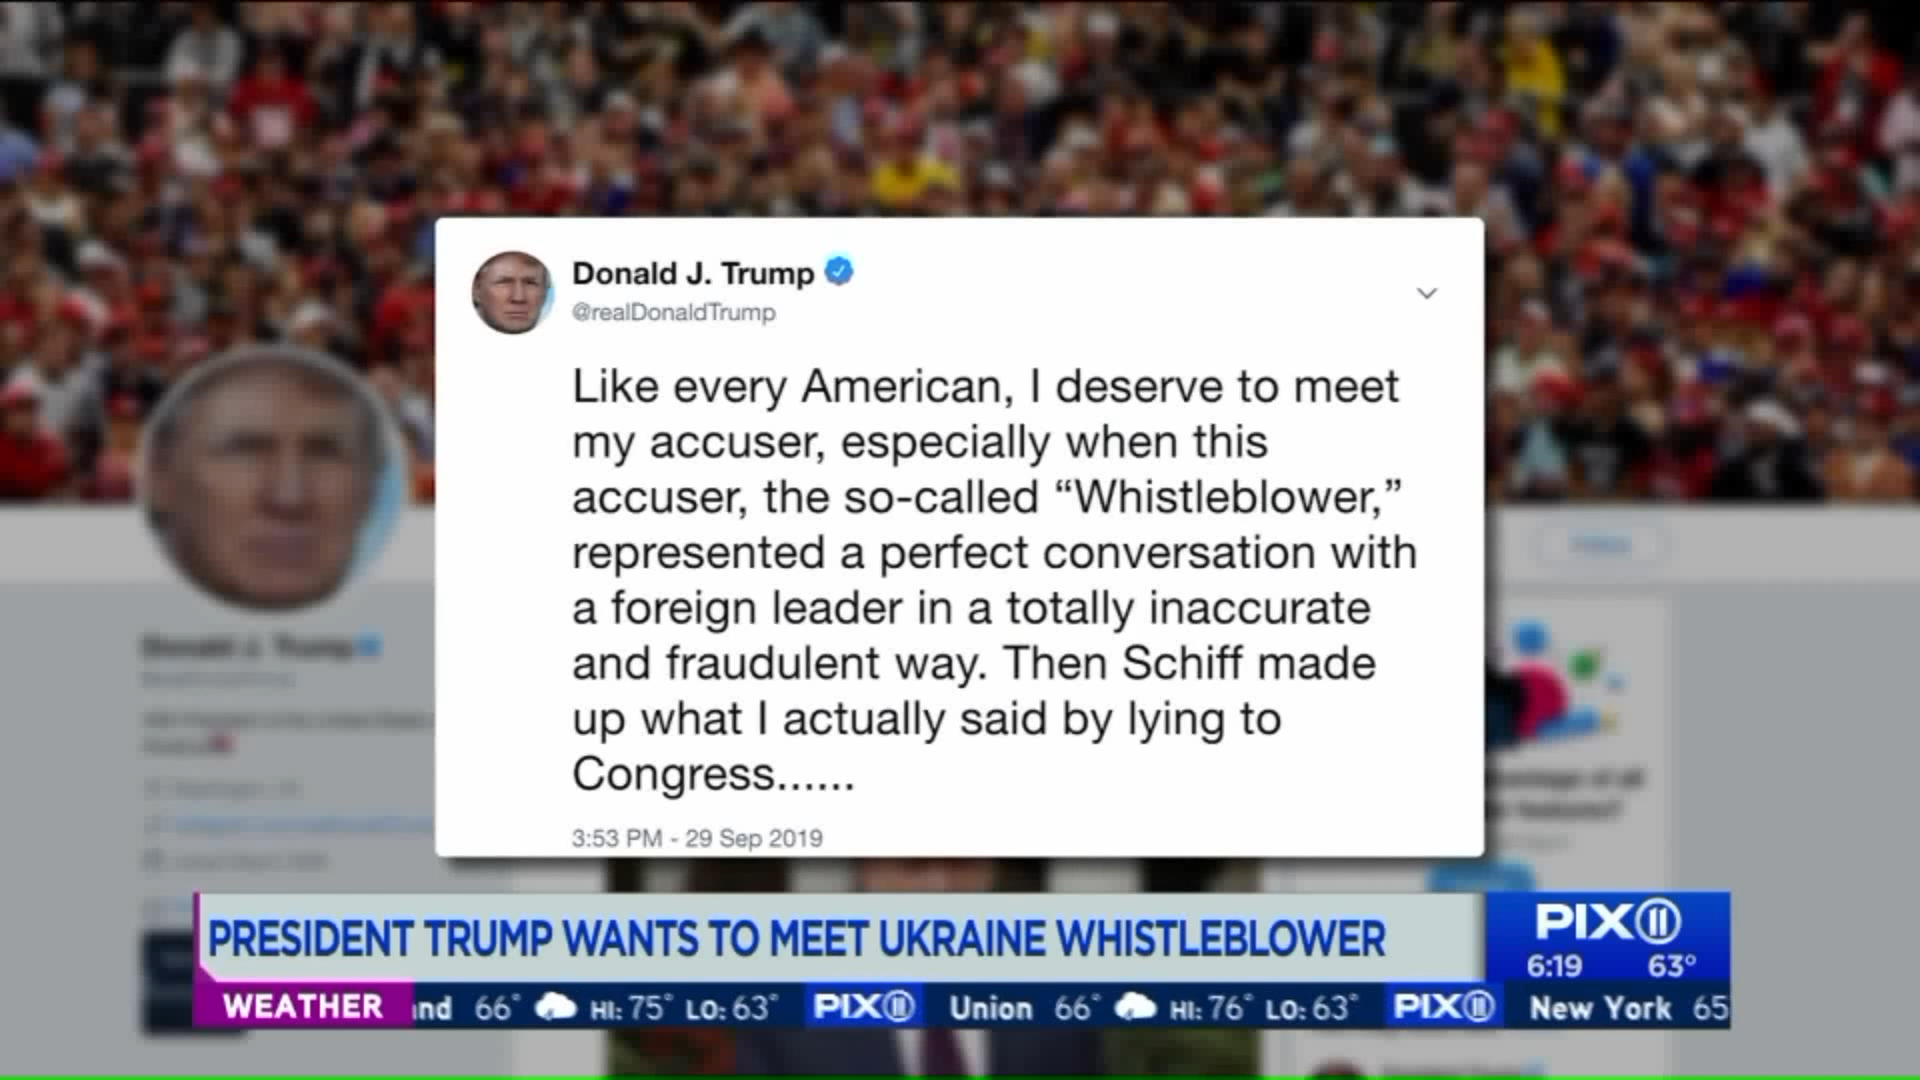 Donald J. Trump
@realDonaldTrump
Like every American, I deserve to meet
my accuser, especially when this
accuser, the so-called “Whistleblower,”
represented a perfect conversation with
a foreign leader in a totally inaccurate
and fraudulent way. Then Schiff made
up what I actually said by lying to
Congress......
3:53 PM - 29 Sep 2019
Donald J. Trump
PRESIDENT TRUMP WANTS TO MEET UKRAINE WHISTLEBLOWER
PIX11
6:19 63°
WEATHER nd 66° HI: 75° LO: 63° PIX11 Union 66° HI: 76° LO: 63° PIX11 New York 65